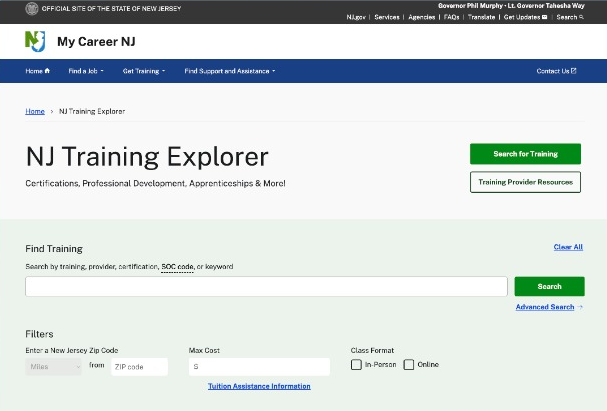 OFFICIAL SITE OF THE STATE OF NEW JERSEY
Governor Phil Murphy • Lt. Governor Tahesha Way
NJ.gov | Services | Agencies | FAQs | Translate | Get Updates | Search
NJ My Career NJ
Home Find a Job Get Training Find Support and Assistance Contact Us
Home > NJ Training Explorer
NJ Training Explorer
Search for Training
Certifications, Professional Development, Apprenticeships & More!
Training Provider Resources
Find Training
Clear All
Search by training, provider, certification, SOC code, or keyword
Search
Advanced Search →
Filters
Enter a New Jersey Zip Code Max Cost Class Format
Miles from ZIP code $ In-Person Online
Tuition Assistance Information